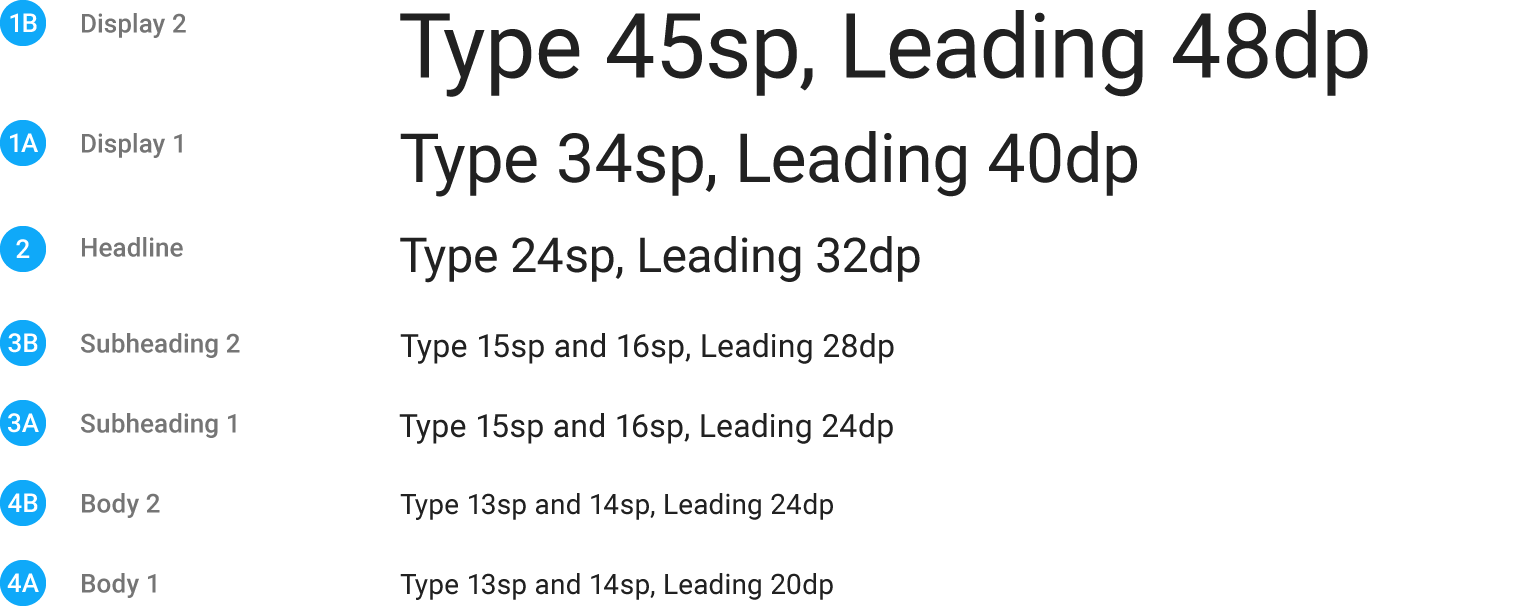 1B Display 2 Type 45sp, Leading 48dp
1A Display 1 Type 34sp, Leading 40dp
2 Headline Type 24sp, Leading 32dp
3B Subheading 2 Type 15sp and 16sp, Leading 28dp
3A Subheading 1 Type 15sp and 16sp, Leading 24dp
4B Body 2 Type 13sp and 14sp, Leading 24dp
4A Body 1 Type 13sp and 14sp, Leading 20dp